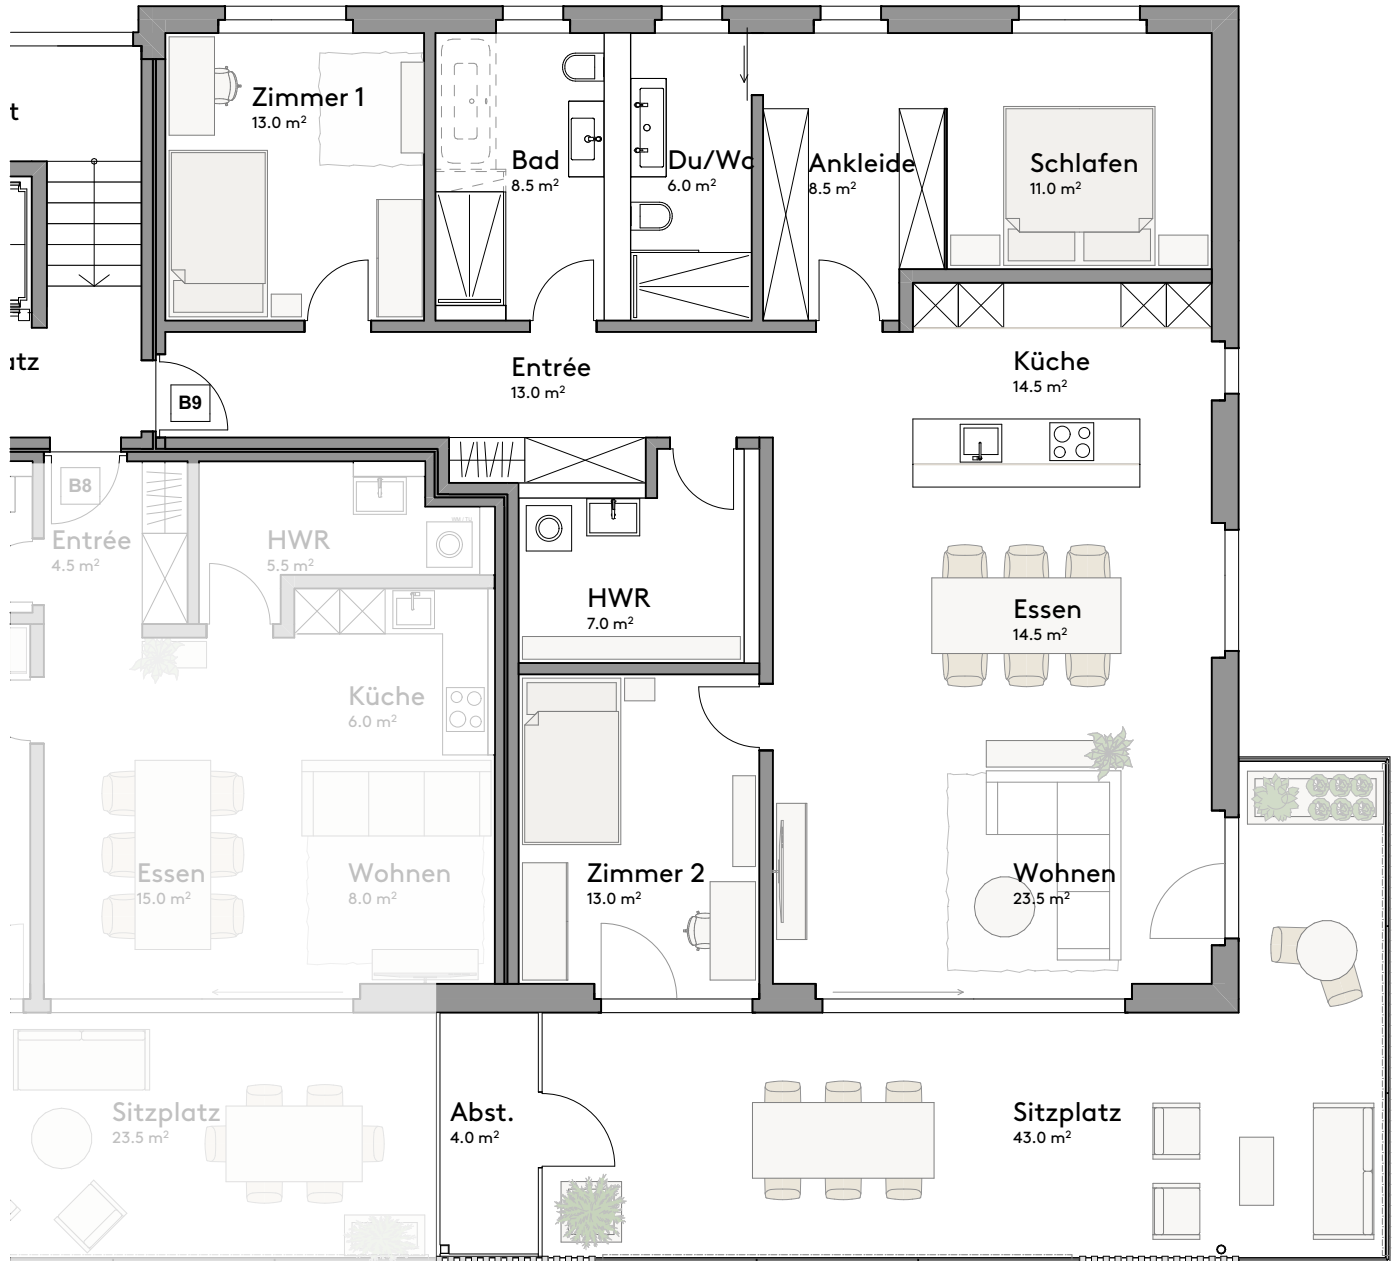 Zimmer 1
13.0 m²
t
Bad
8.5 m²
Du/Wc
6.0 m²
Ankleide
8.5 m²
Schlafen
11.0 m²
atz
Entrée
13.0 m²
Küche
14.5 m²
B9
B8
Entrée
4.5 m²
HWR
5.5 m²
HWR
7.0 m²
Essen
14.5 m²
Küche
6.0 m²
Essen
15.0 m²
Wohnen
8.0 m²
Zimmer 2
13.0 m²
Wohnen
23.5 m²
Sitzplatz
23.5 m²
Abst.
4.0 m²
Sitzplatz
43.0 m²